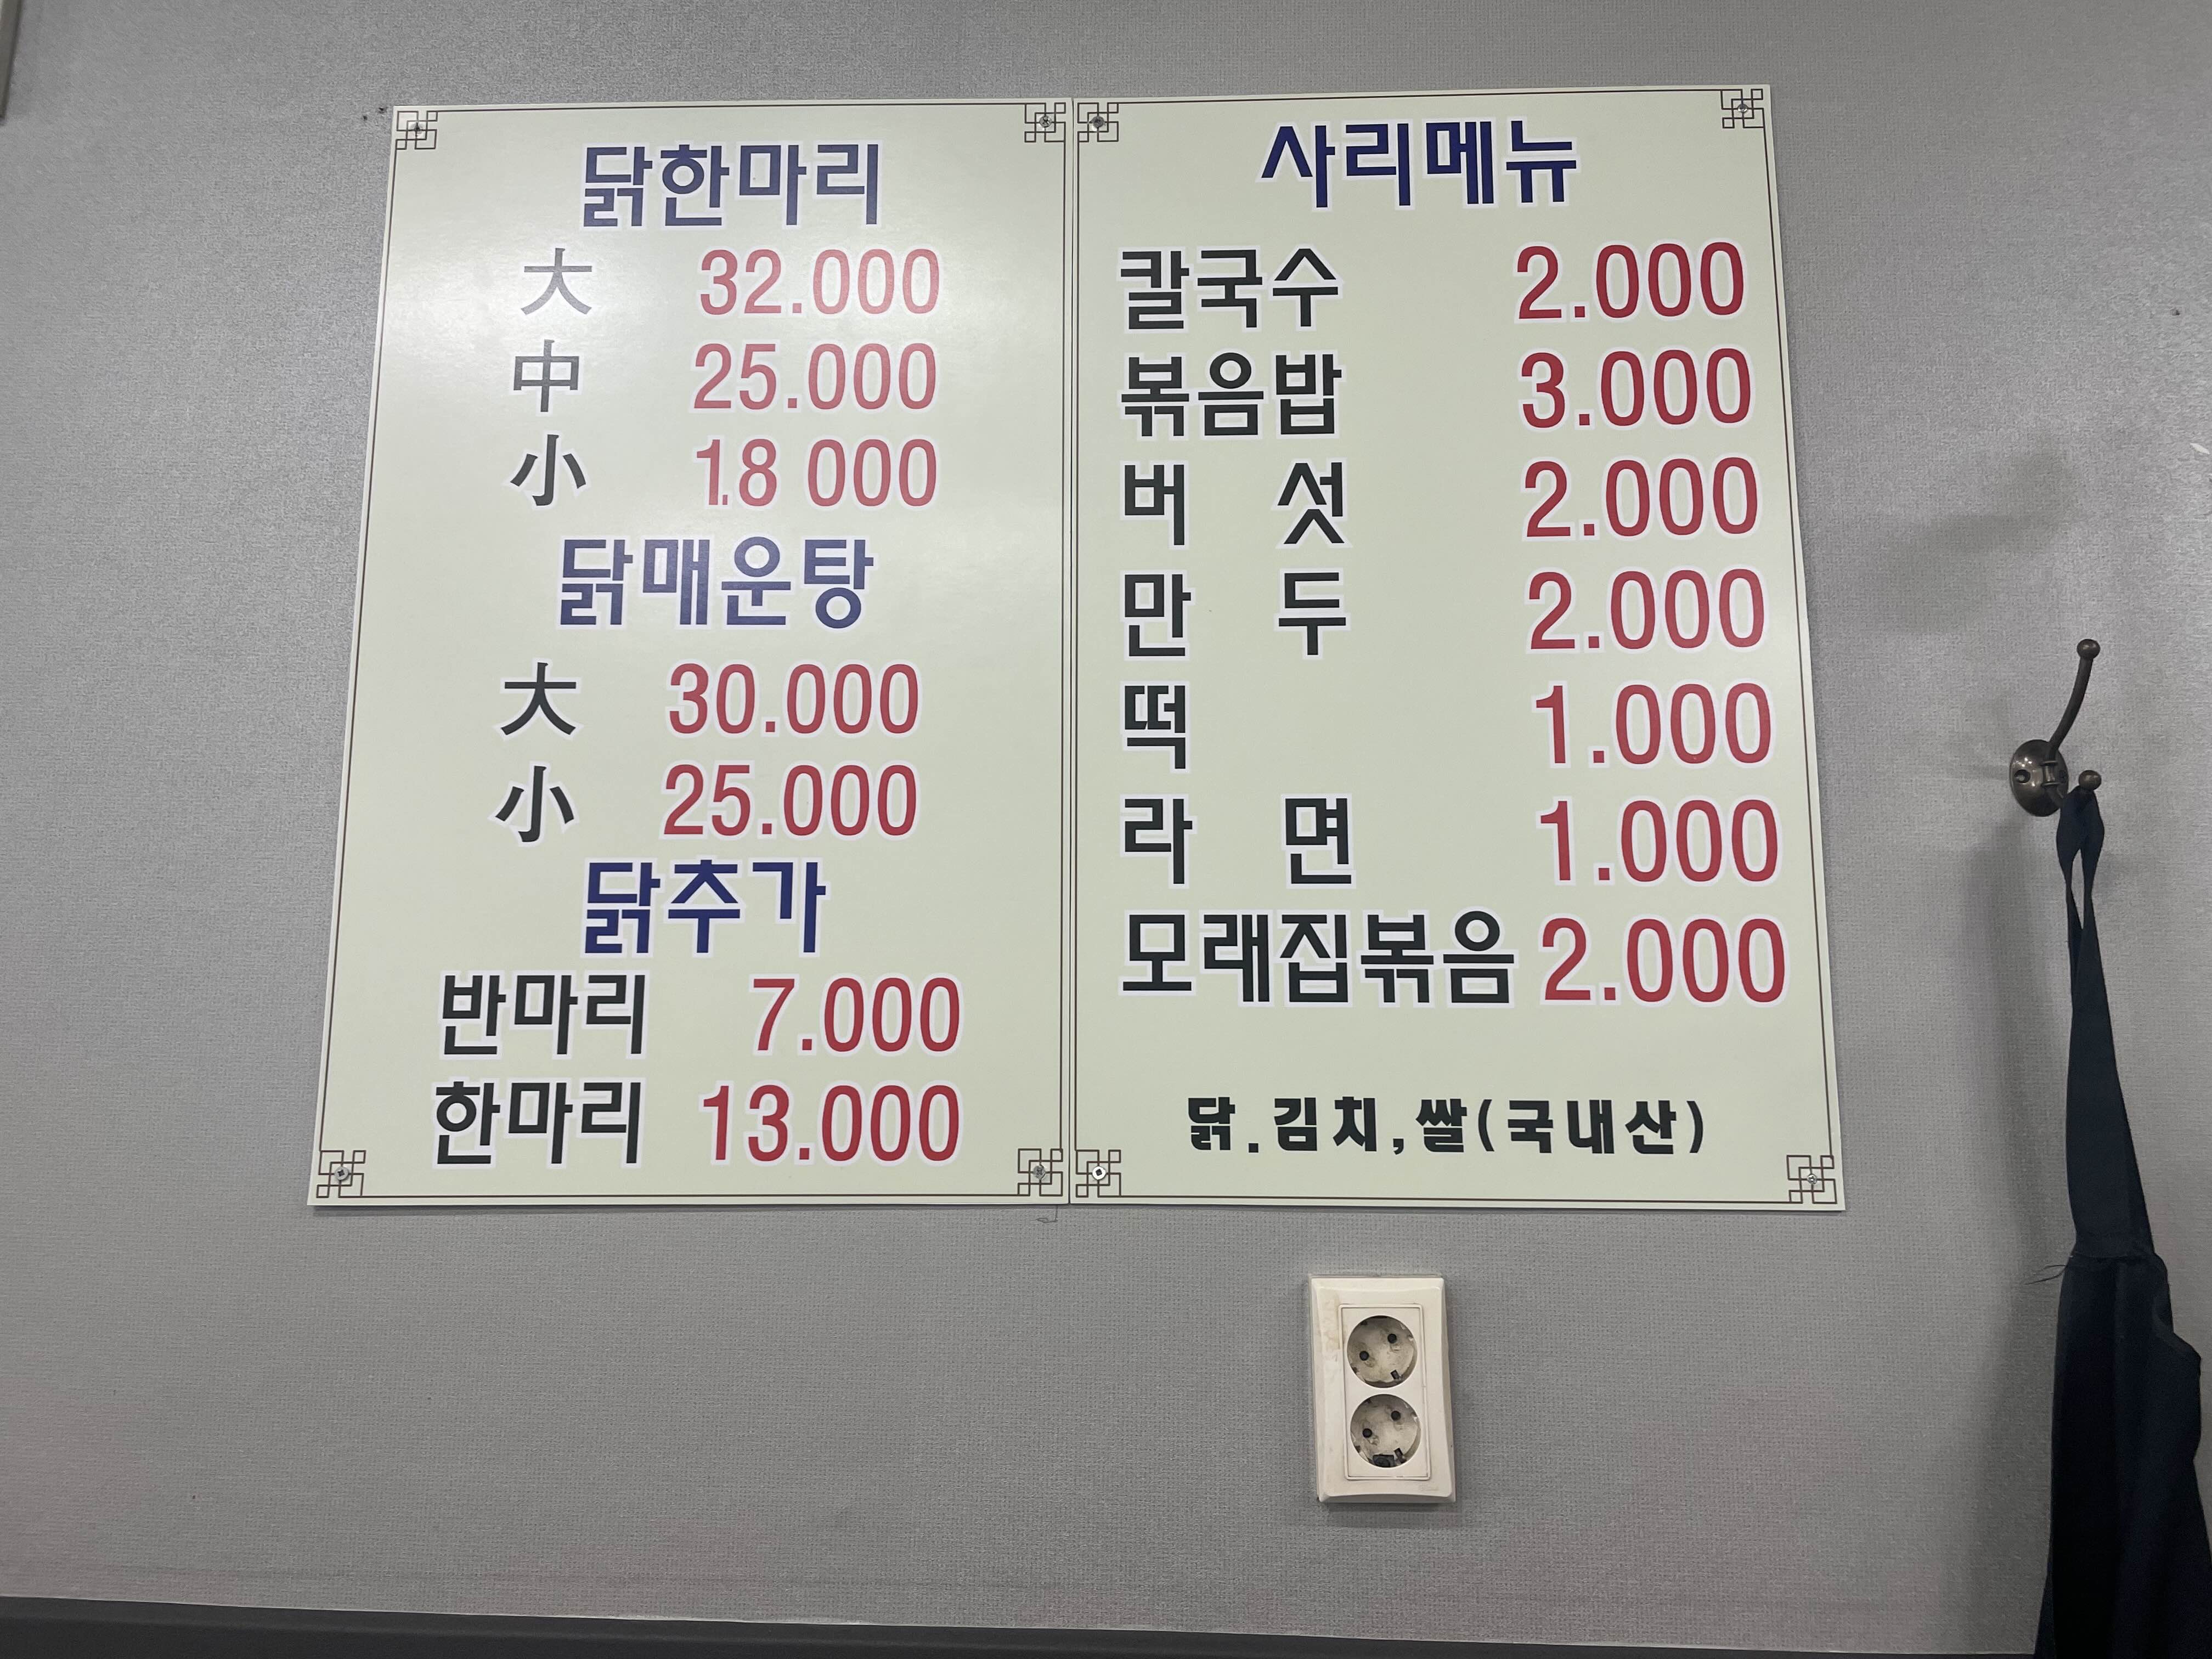 닭한마리
大 32.000
中 25.000
小 1.8 000
닭매운탕
大 30.000
小 25.000
닭추가
반마리 7.000
한마리 13.000
사리메뉴
칼국수 2.000
볶음밥 3.000
버 섯 2.000
만 두 2.000
떡 1.000
라 면 1.000
모래집볶음 2.000
닭.김치,쌀(국내산)